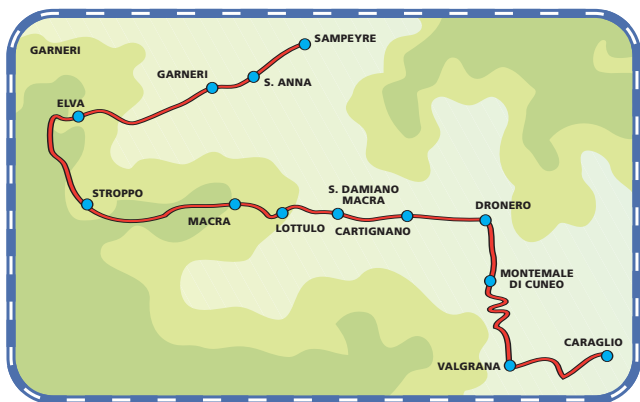 SAMPEYRE
GARNERI
GARNERI
S. ANNA
ELVA
STROPPO
S. DAMIANO
MACRA
DRONERO
MACRA
LOTTULO
CARTIGNANO
MONTEMALE
DI CUNEO
CARAGLIO
VALGRANA